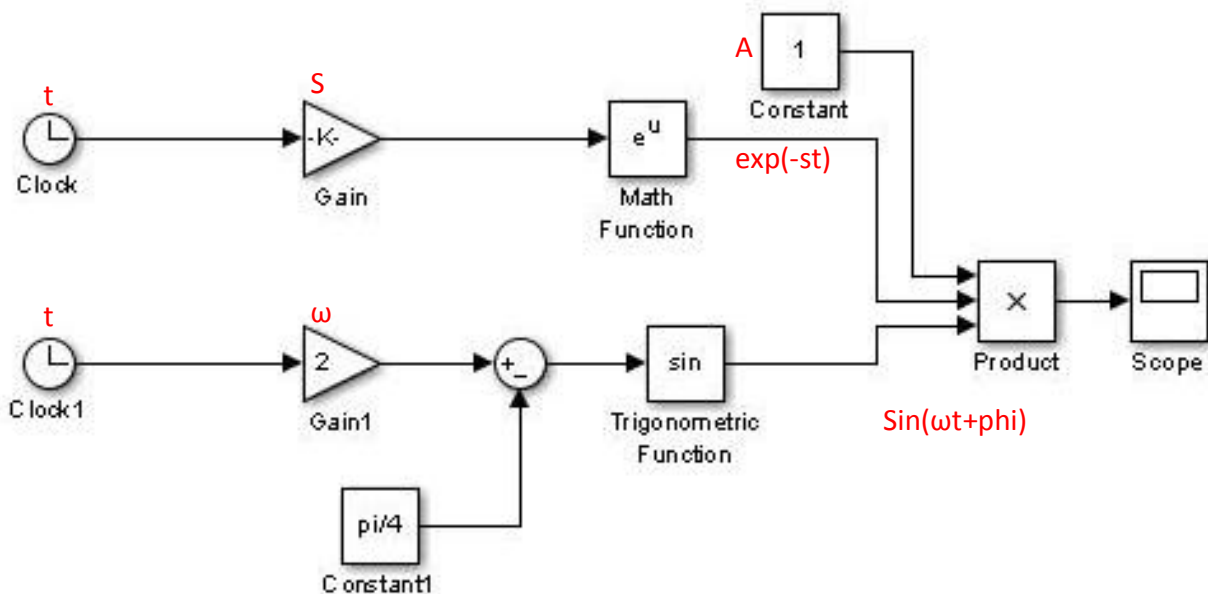 A
1
Constant
t
Clock
S
-K-
Gain
e^u
Math
Function
exp(-st)
t
Clock1
ω
2
Gain1
+
-
sin
Trigonometric
Function
Sin(ωt+phi)
×
Product
Scope
pi/4
Constant1